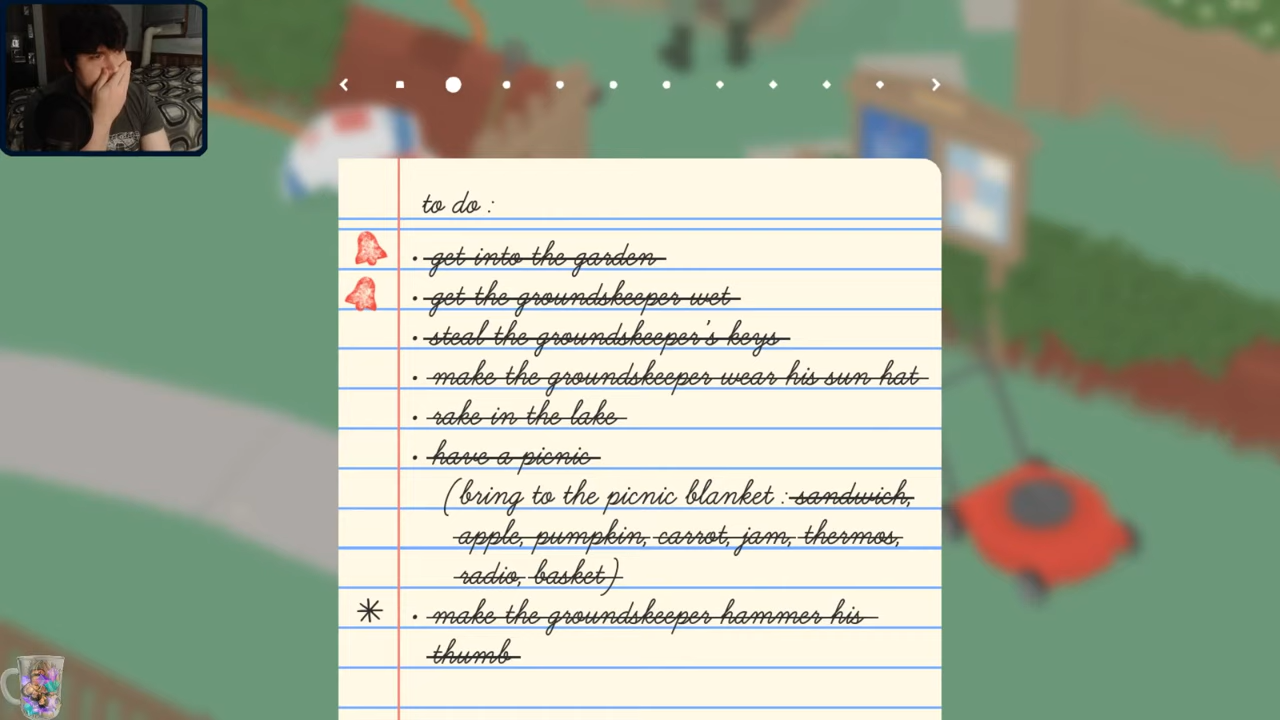 to do :
• get into the garden
• get the groundskeeper wet
• steal the groundskeeper's keys
• make the groundskeeper wear his sun hat
• rake in the lake
• have a picnic
(bring to the picnic blanket : sandwich,
apple, pumpkin, carrot, jam, thermos,
radio, basket)
• make the groundskeeper hammer his
thumb